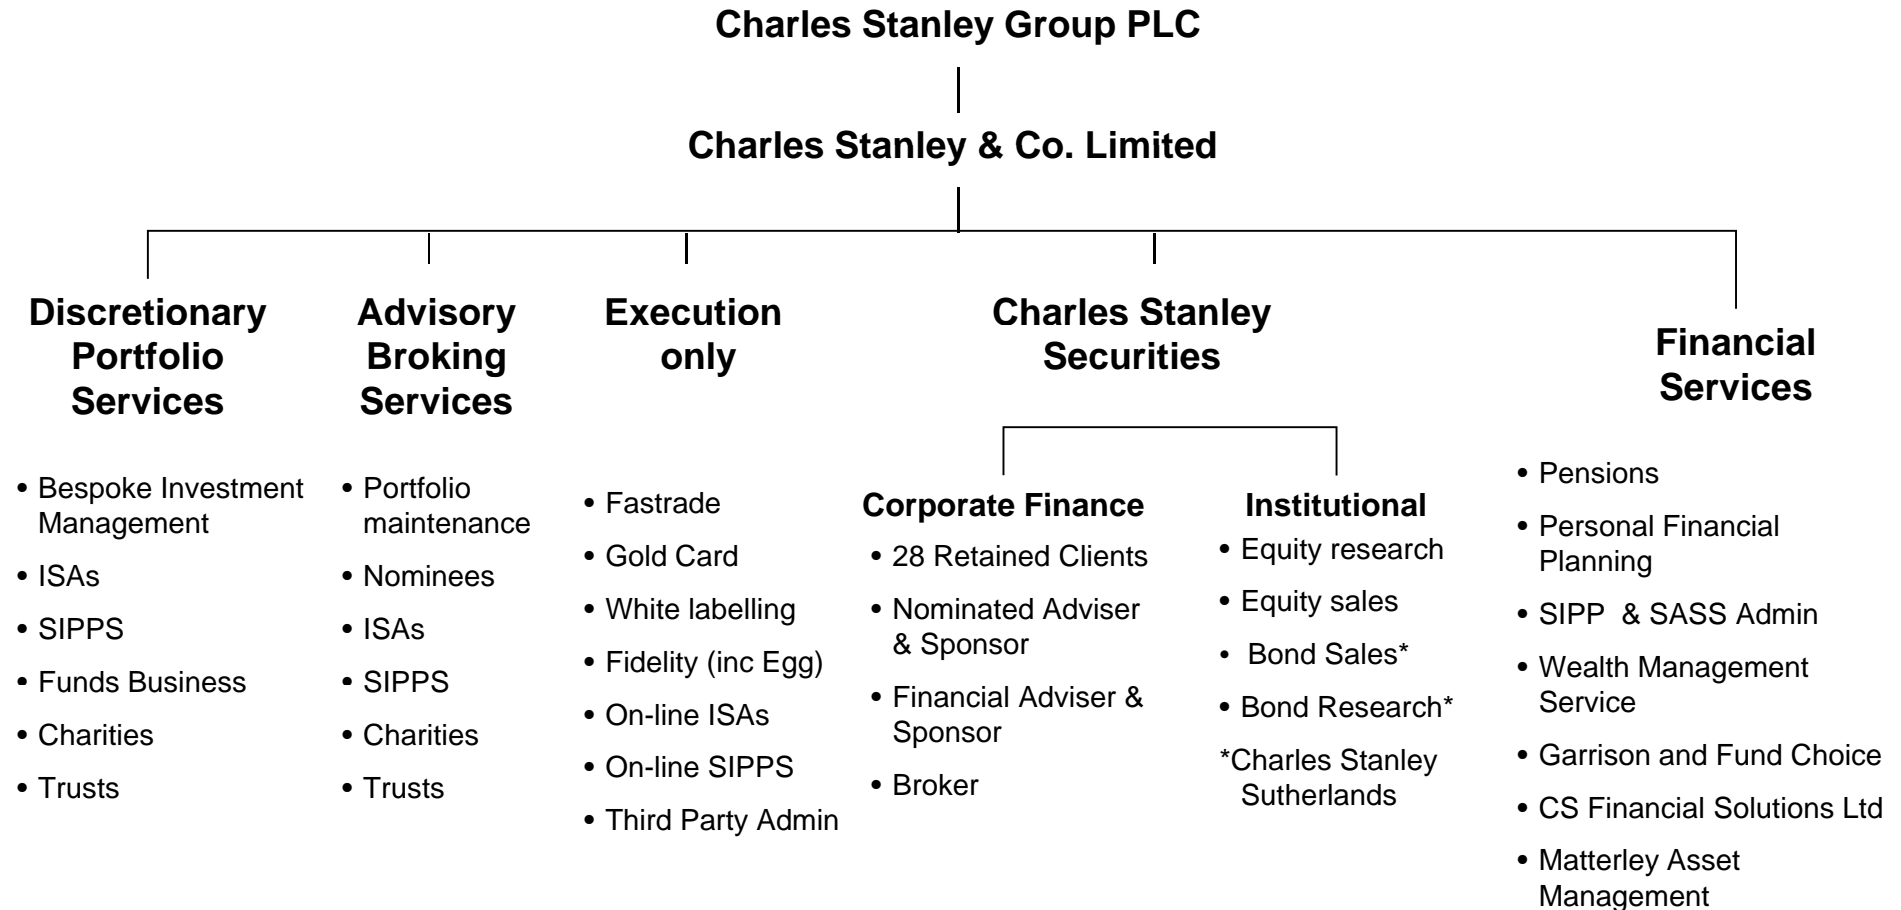 Charles Stanley Group PLC
Charles Stanley & Co. Limited
Discretionary
Portfolio
Services
• Bespoke Investment
Management
• ISAs
• SIPPS
• Funds Business
• Charities
• Trusts
Advisory
Broking
Services
• Portfolio
maintenance
• Nominees
• ISAs
• SIPPS
• Charities
• Trusts
Execution
only
• Fastrade
• Gold Card
• White labelling
• Fidelity (inc Egg)
• On-line ISAs
• On-line SIPPS
• Third Party Admin
Charles Stanley
Securities
Corporate Finance
• 28 Retained Clients
• Nominated Adviser
& Sponsor
• Financial Adviser &
Sponsor
• Broker
Institutional
• Equity research
• Equity sales
• Bond Sales*
• Bond Research*
*Charles Stanley
Sutherlands
Financial
Services
• Pensions
• Personal Financial
Planning
• SIPP & SASS Admin
• Wealth Management
Service
• Garrison and Fund Choice
• CS Financial Solutions Ltd
• Matterley Asset
Management